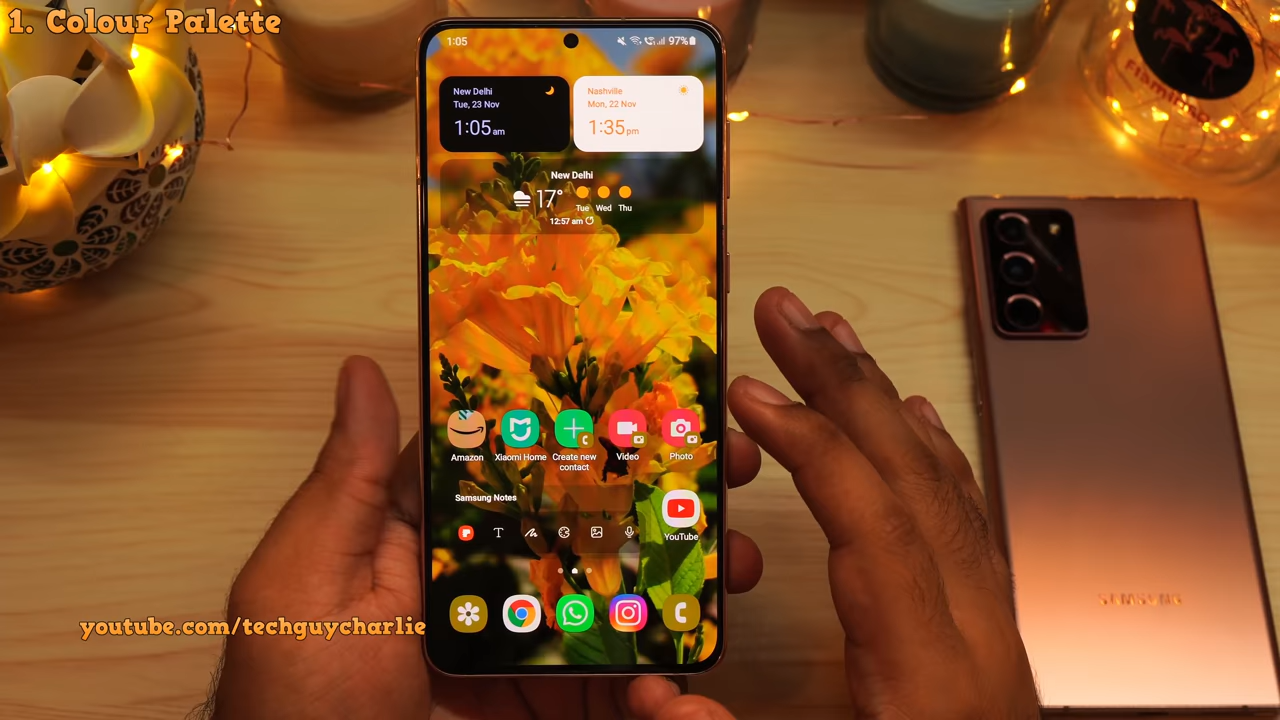 1. Colour Palette
1:05
97%
New Delhi
Tue, 23 Nov
1:05 am
Nashville
Mon, 22 Nov
1:35 pm
New Delhi
17°
Tue Wed Thu
12:57 am
Amazon Xiaomi Home Create new contact Video Photo
Samsung Notes
T
YouTube
youtube.com/techguycharlie
SAMSUNG
Flamingo